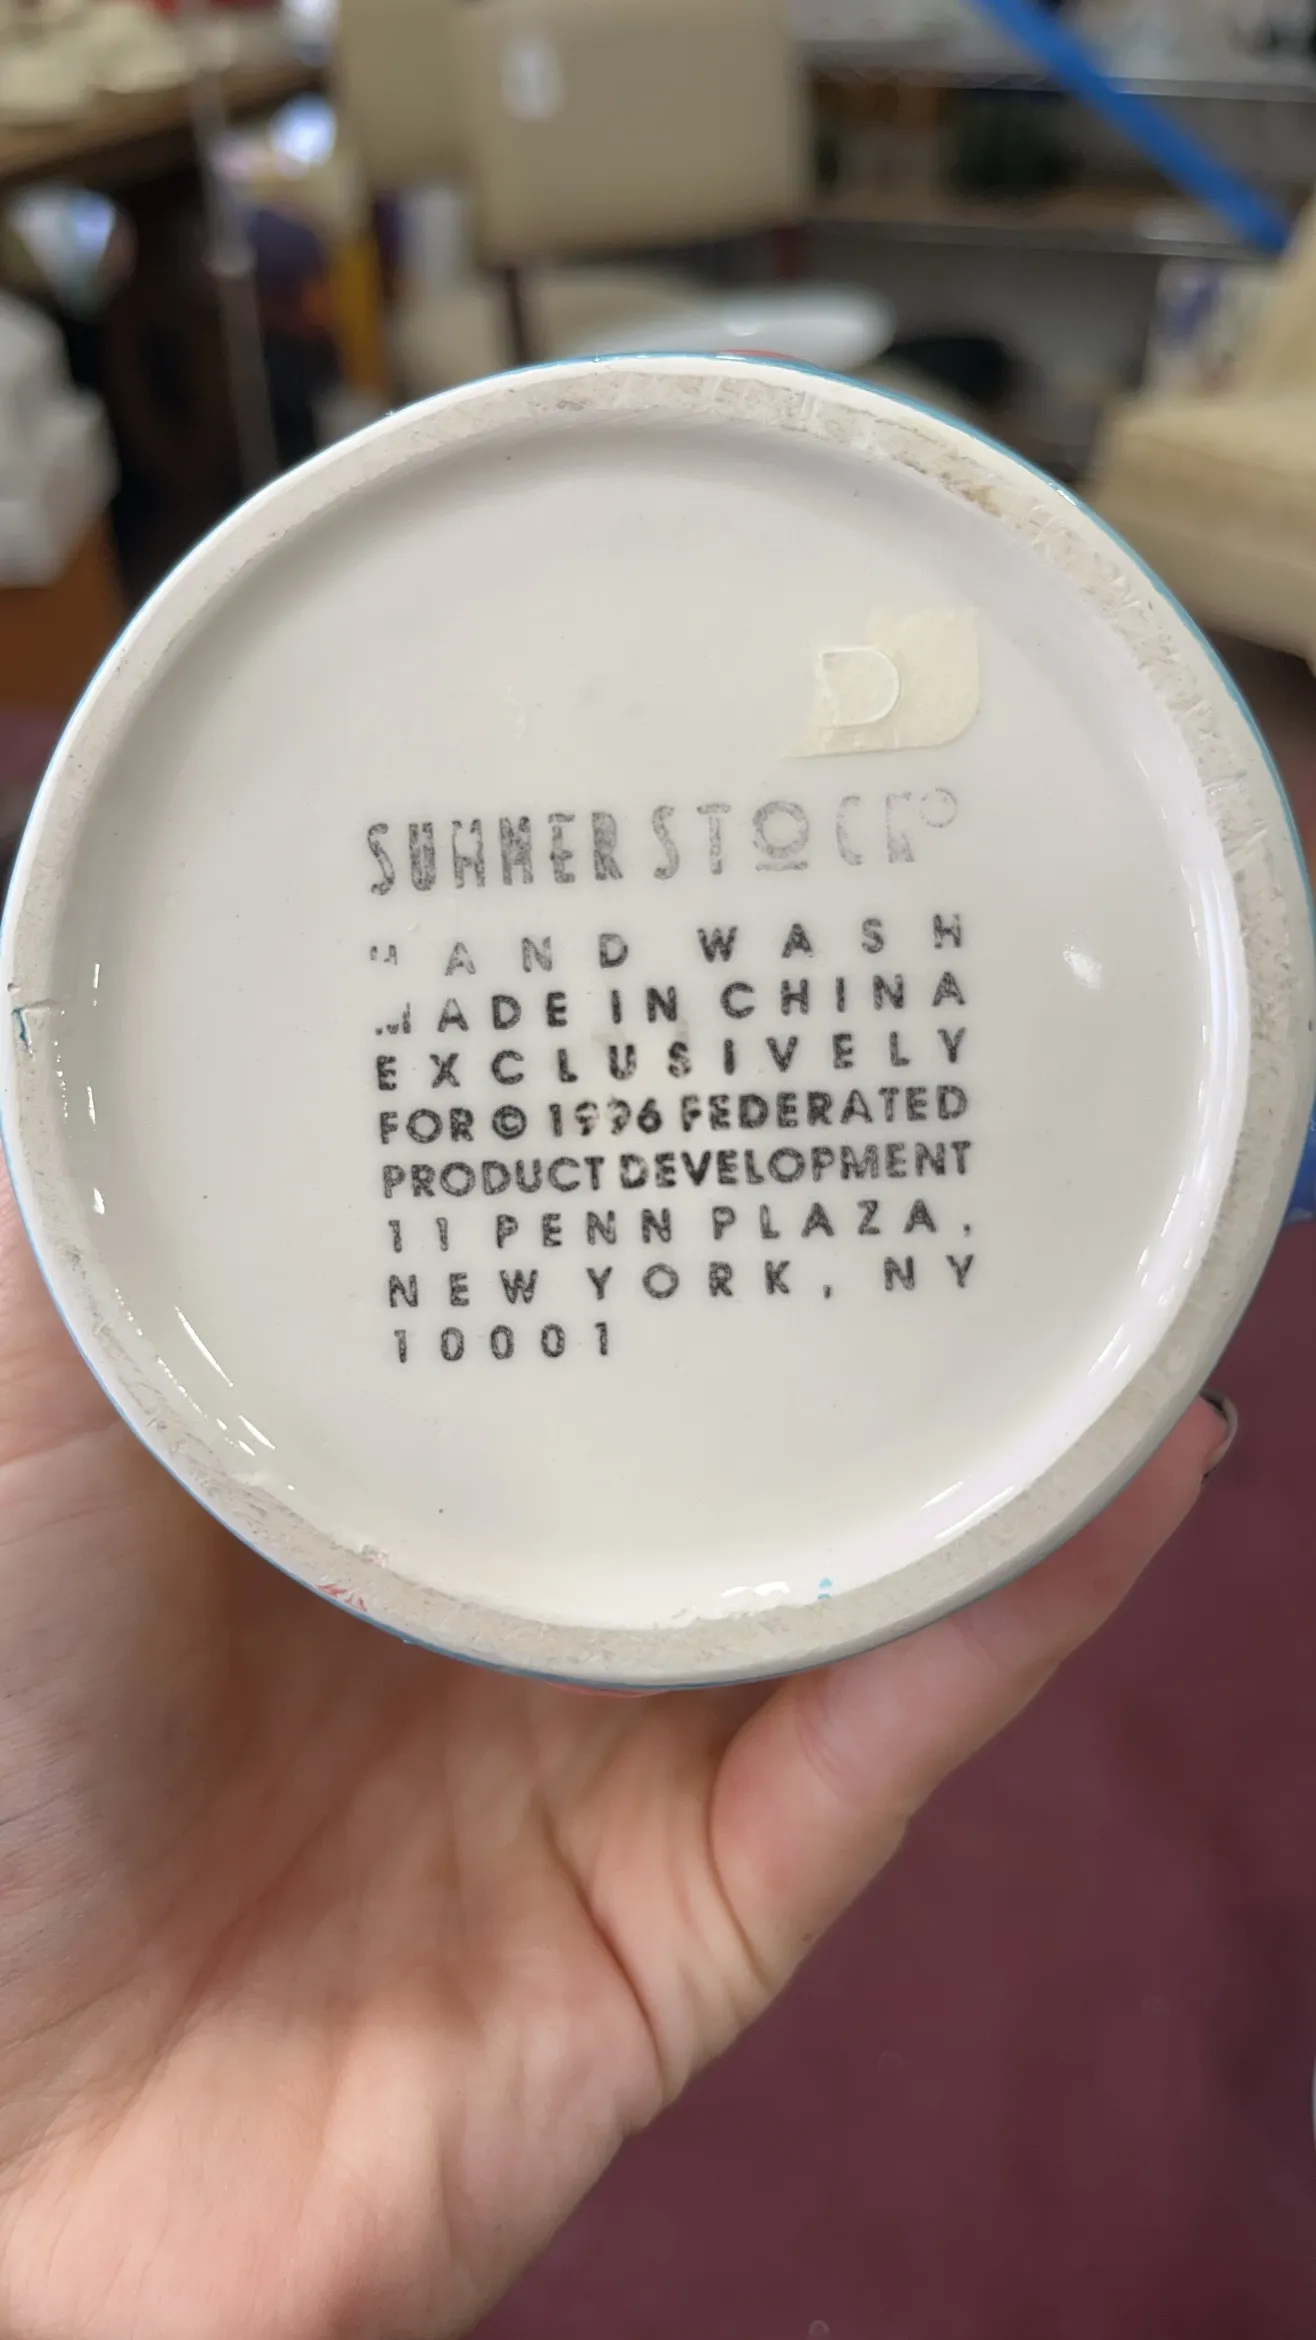 SUMMER STOCK®
HAND WASH
MADE IN CHINA
EXCLUSIVELY
FOR © 1996 FEDERATED
PRODUCT DEVELOPMENT
11 PENN PLAZA,
NEW YORK, NY
10001